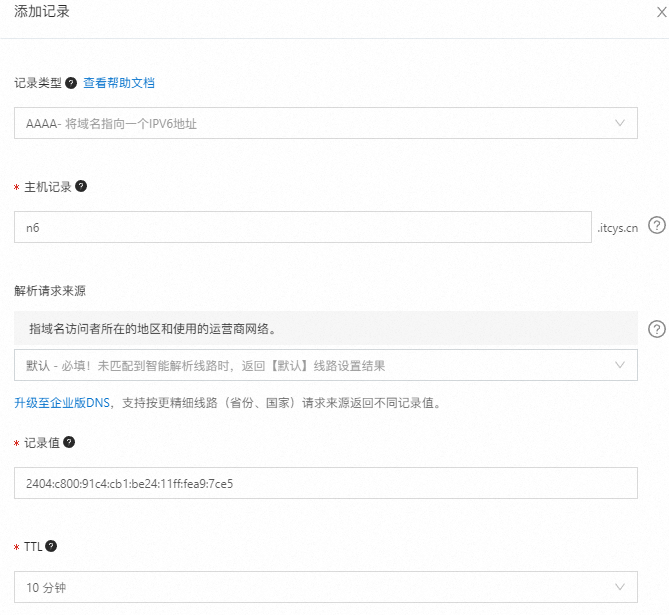 添加记录
记录类型 查看帮助文档
AAAA- 将域名指向一个IPV6地址
* 主机记录
n6 .itcys.cn
解析请求来源
指域名访问者所在的地区和使用的运营商网络。
默认 - 必填！未匹配到智能解析线路时，返回【默认】线路设置结果
升级至企业版DNS，支持按更精细线路（省份、国家）请求来源返回不同记录值。
* 记录值
2404:c800:91c4:cb1:be24:11ff:fea9:7ce5
* TTL
10 分钟